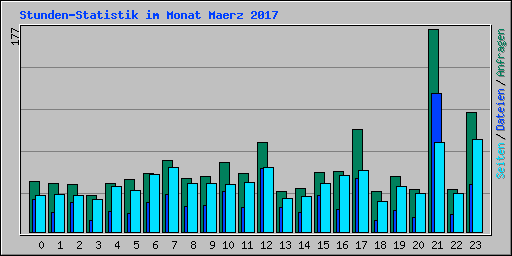 Stunden-Statistik im Monat Maerz 2017
177
Seiten / Dateien / Anfragen
0 1 2 3 4 5 6 7 8 9 10 11 12 13 14 15 16 17 18 19 20 21 22 23